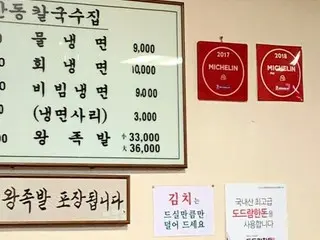 안동칼국수집
물냉면 9,000
회냉면 10,000
비빔냉면 9,000
(냉면사리) 3,000
왕족발 小 33,000
大 36,000
왕족발 포장됩니다
2017
MICHELIN
2018
MICHELIN
김치는
드실만큼만
덜어 드세요
국내산 최고급
도드람한돈을
사용합니다